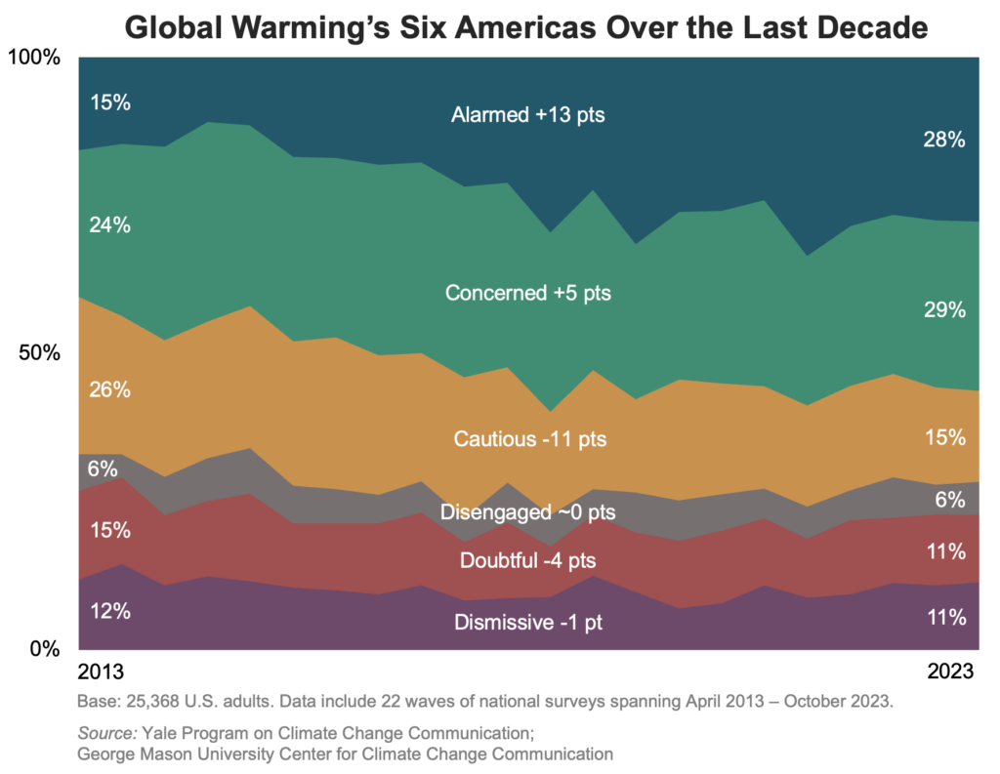 Global Warming’s Six Americas Over the Last Decade
100%
15%
Alarmed +13 pts
28%
24%
Concerned +5 pts
29%
50%
26%
Cautious -11 pts
15%
6%
Disengaged ~0 pts
6%
15%
Doubtful -4 pts
11%
12%
Dismissive -1 pt
11%
0%
2013
2023
Base: 25,368 U.S. adults. Data include 22 waves of national surveys spanning April 2013 – October 2023.
Source: Yale Program on Climate Change Communication;
George Mason University Center for Climate Change Communication